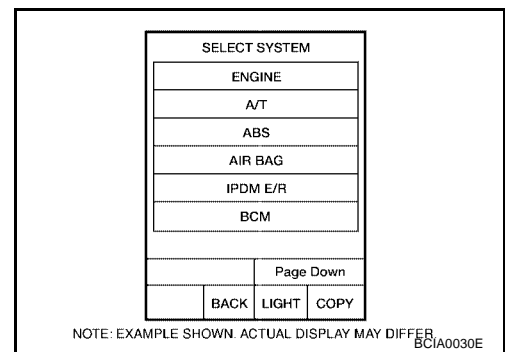 SELECT SYSTEM
ENGINE
A/T
ABS
AIR BAG
IPDM E/R
BCM
Page Down
BACK LIGHT COPY
NOTE: EXAMPLE SHOWN. ACTUAL DISPLAY MAY DIFFER
BCIA0030E